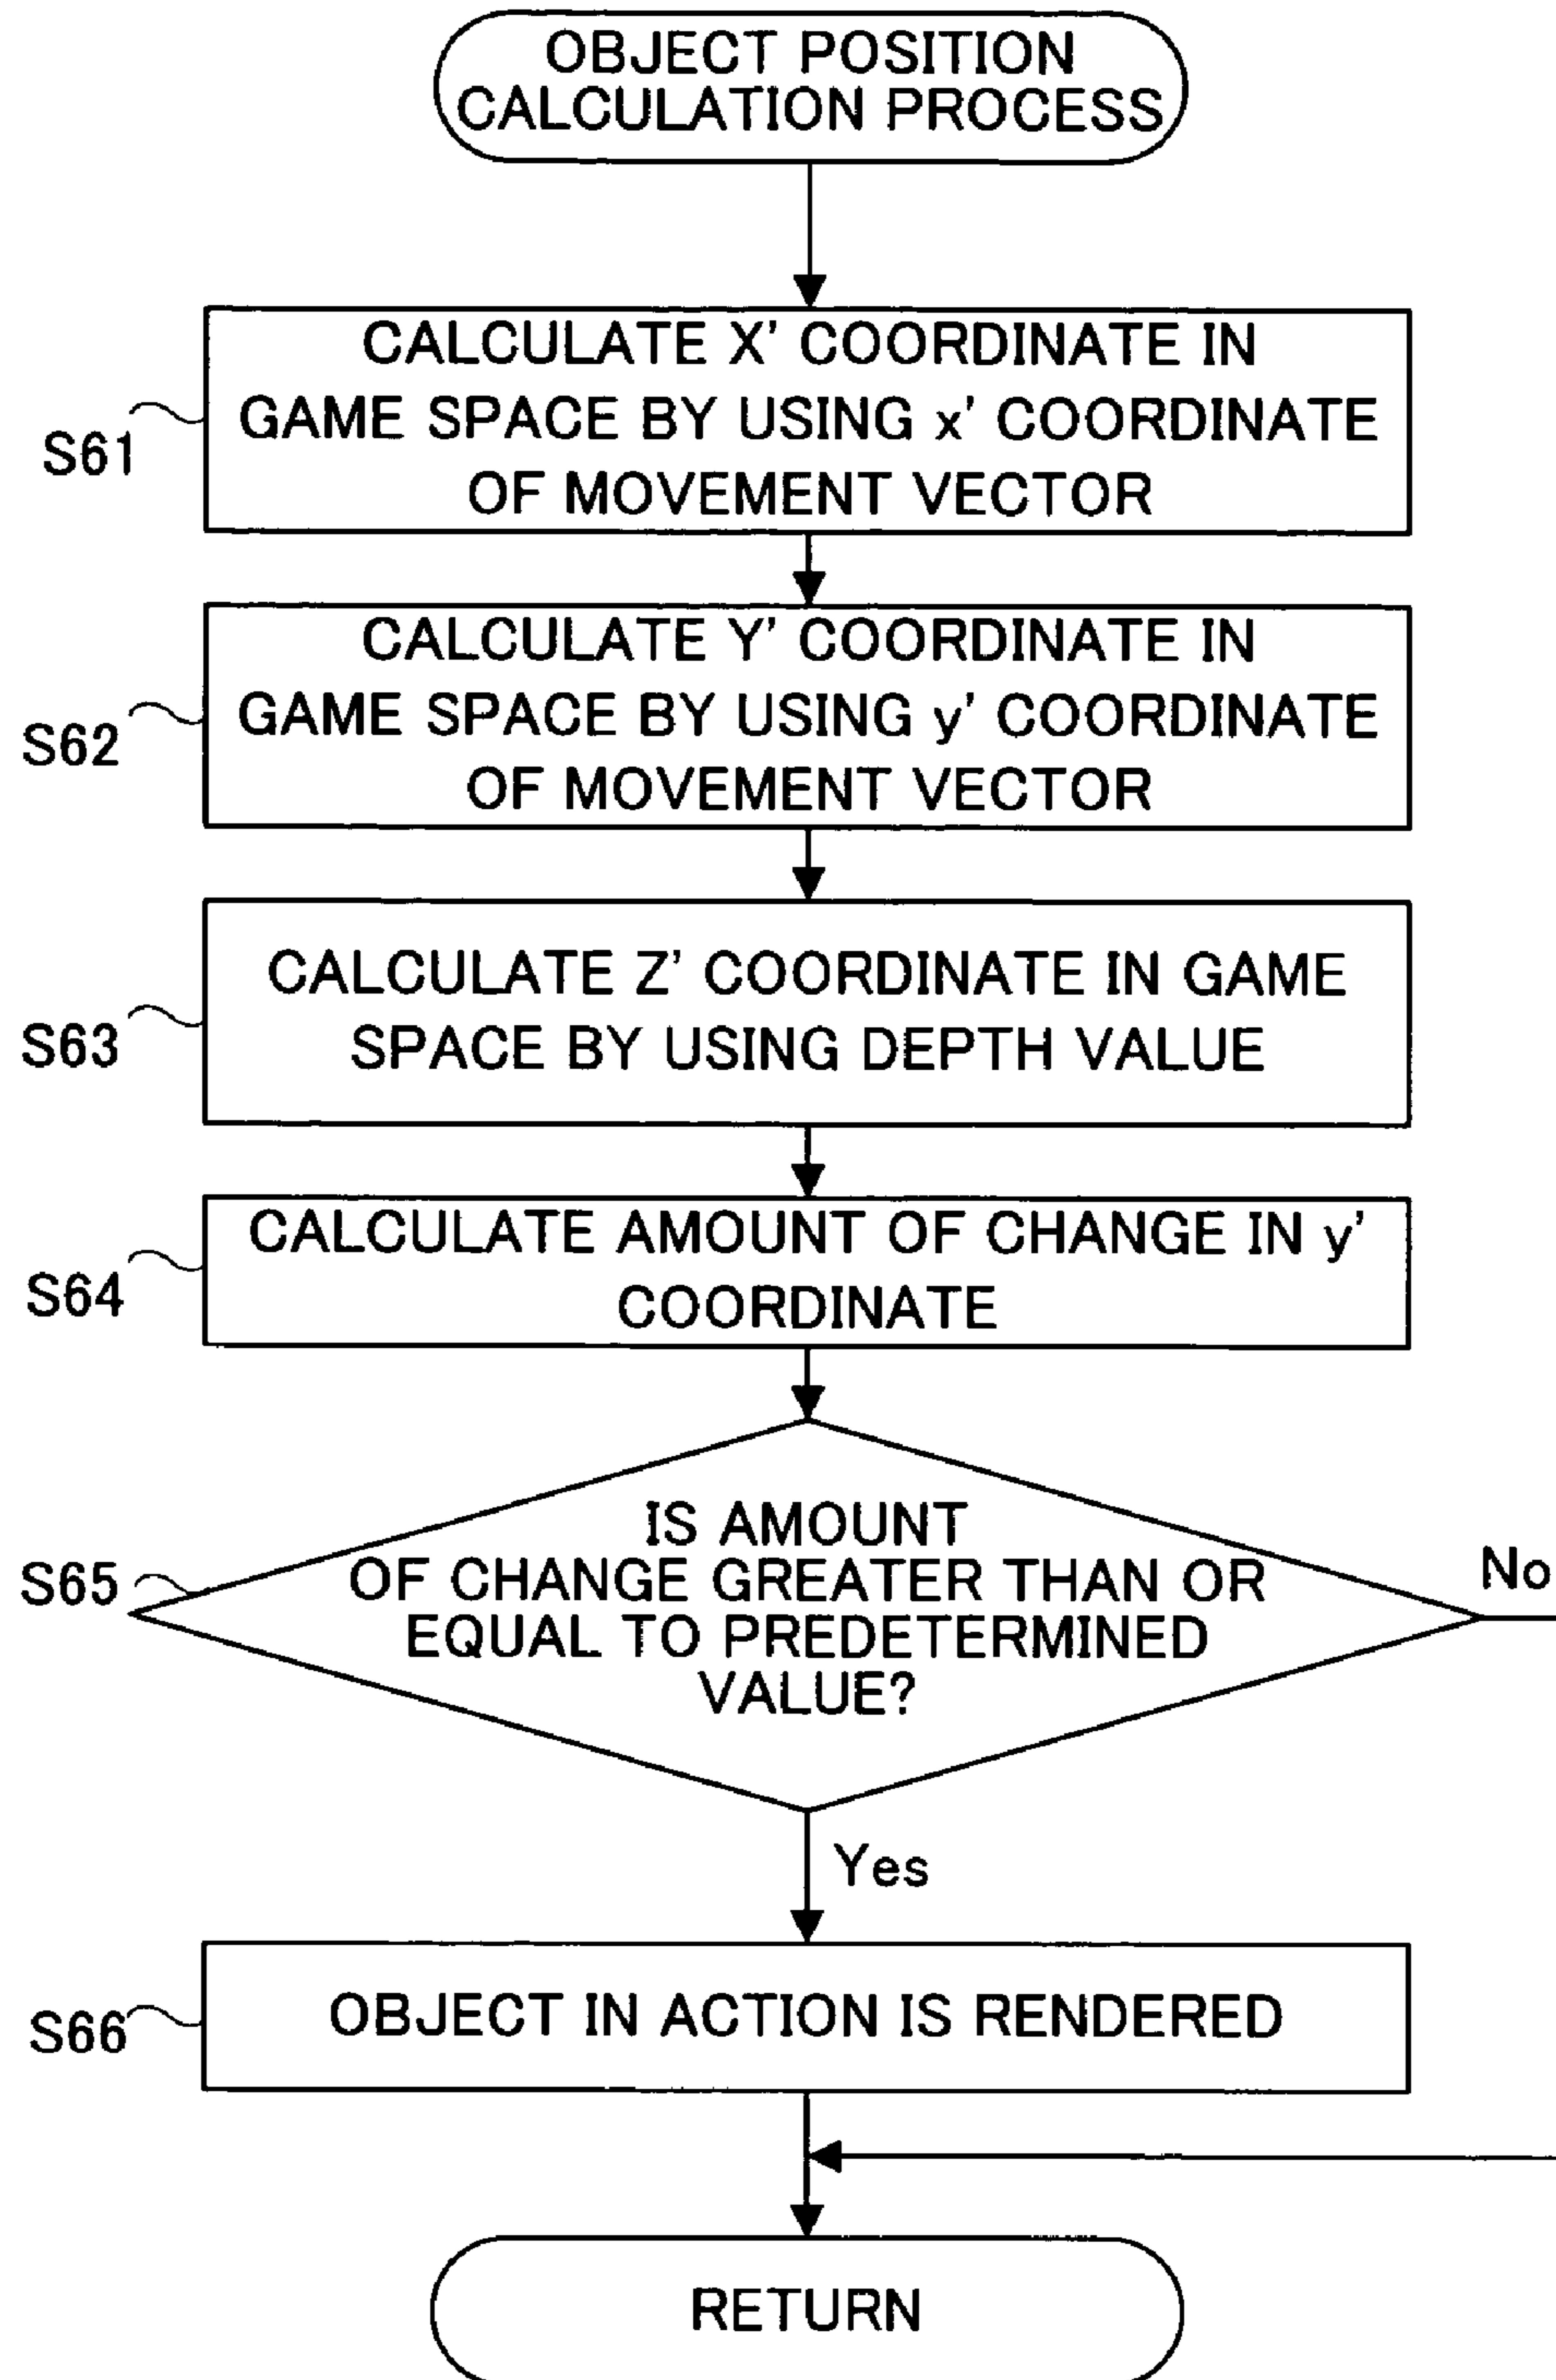 OBJECT POSITION
CALCULATION PROCESS
CALCULATE X' COORDINATE IN
GAME SPACE BY USING x' COORDINATE
OF MOVEMENT VECTOR
S61
CALCULATE Y' COORDINATE IN
GAME SPACE BY USING y' COORDINATE
OF MOVEMENT VECTOR
S62
CALCULATE Z' COORDINATE IN GAME
SPACE BY USING DEPTH VALUE
S63
CALCULATE AMOUNT OF CHANGE IN y'
COORDINATE
S64
IS AMOUNT
OF CHANGE GREATER THAN OR
EQUAL TO PREDETERMINED
VALUE?
S65
No
Yes
OBJECT IN ACTION IS RENDERED
S66
RETURN